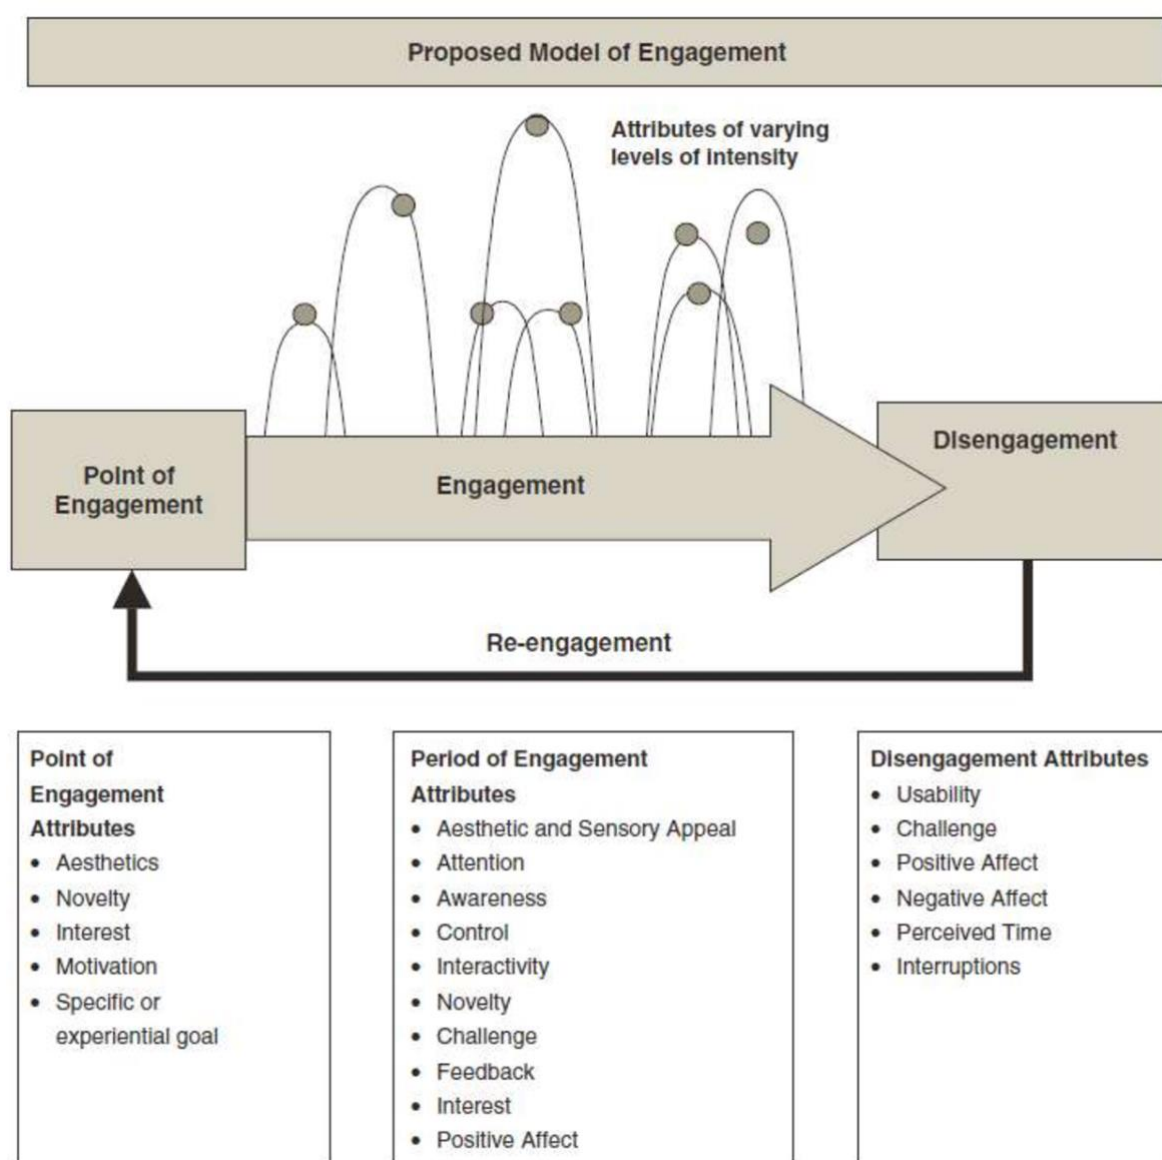 Proposed Model of Engagement
Attributes of varying
levels of intensity
Point of
Engagement
Engagement
Disengagement
Re-engagement
Point of
Engagement
Attributes
• Aesthetics
• Novelty
• Interest
• Motivation
• Specific or
experiential goal
Period of Engagement
Attributes
• Aesthetic and Sensory Appeal
• Attention
• Awareness
• Control
• Interactivity
• Novelty
• Challenge
• Feedback
• Interest
• Positive Affect
Disengagement Attributes
• Usability
• Challenge
• Positive Affect
• Negative Affect
• Perceived Time
• Interruptions